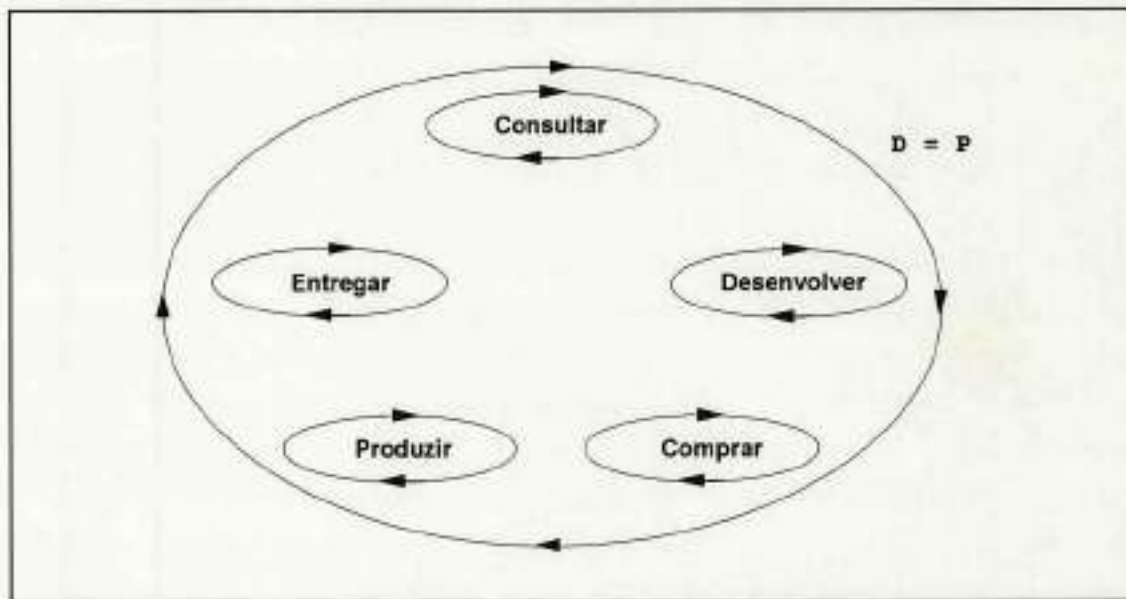 Consultar
D = P
Entregar
Desenvolver
Produzir
Comprar